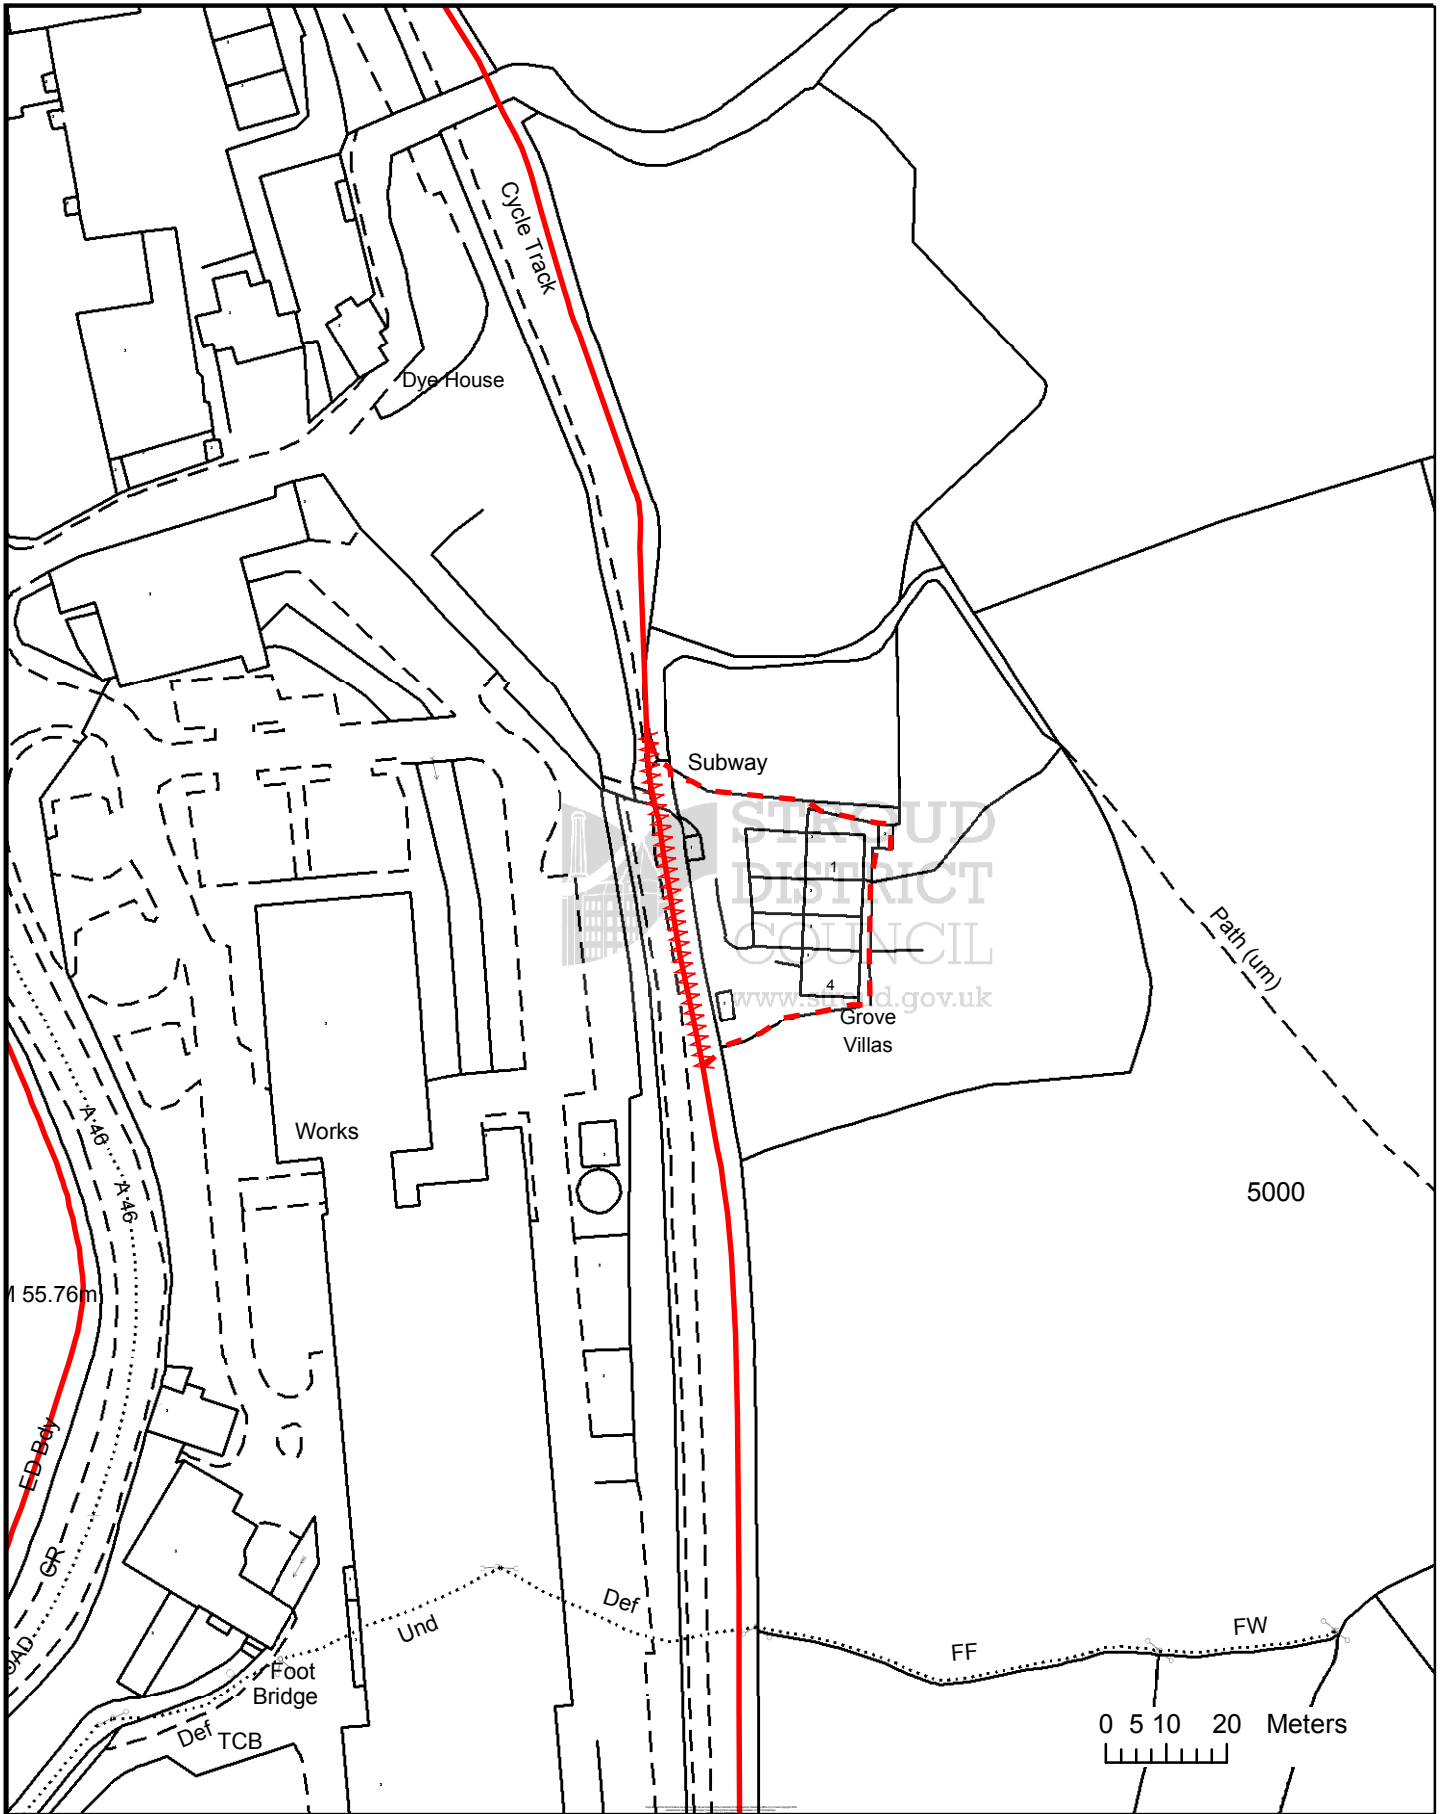 Cycle Track
Dye House
Subway
STROUD
DISTRICT
COUNCIL
www.stroud.gov.uk
1
4
Grove
Villas
Path (um)
A 46
A 46
Works
5000
55.76m
ED Bdy
GR
OAD
Und
Def
FF
FW
Foot
Bridge
Def
TCB
0 5 10 20 Meters